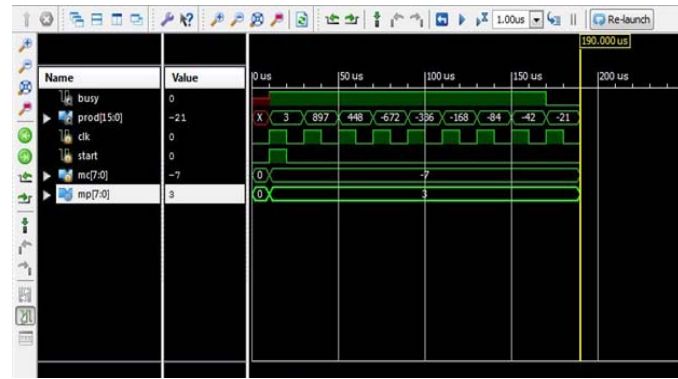 1.00us
Re-launch
190.000 us
Name Value
0 us 50 us 100 us 150 us 200 us
busy 0
prod[15:0] -21 X 3 897 448 -672 -336 -168 -84 -42 -21
clk 0
start 0
mc[7:0] -7 0 -7
mp[7:0] 3 0 3